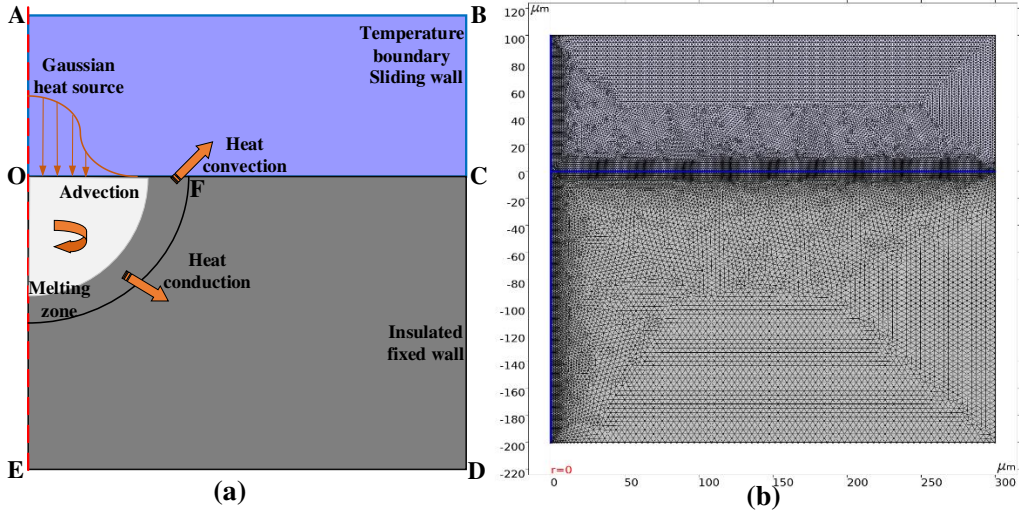 A
B
Temperature
boundary
Sliding wall
Gaussian
heat source
Heat
convection
O
C
F
Advection
Heat
conduction
Melting
zone
Insulated
fixed wall
E
D
(a)
120 μm
100
80
60
40
20
0
-20
-40
-60
-80
-100
-120
-140
-160
-180
-200
-220
r=0
μm
0 50 100 150 200 250 300
(b)